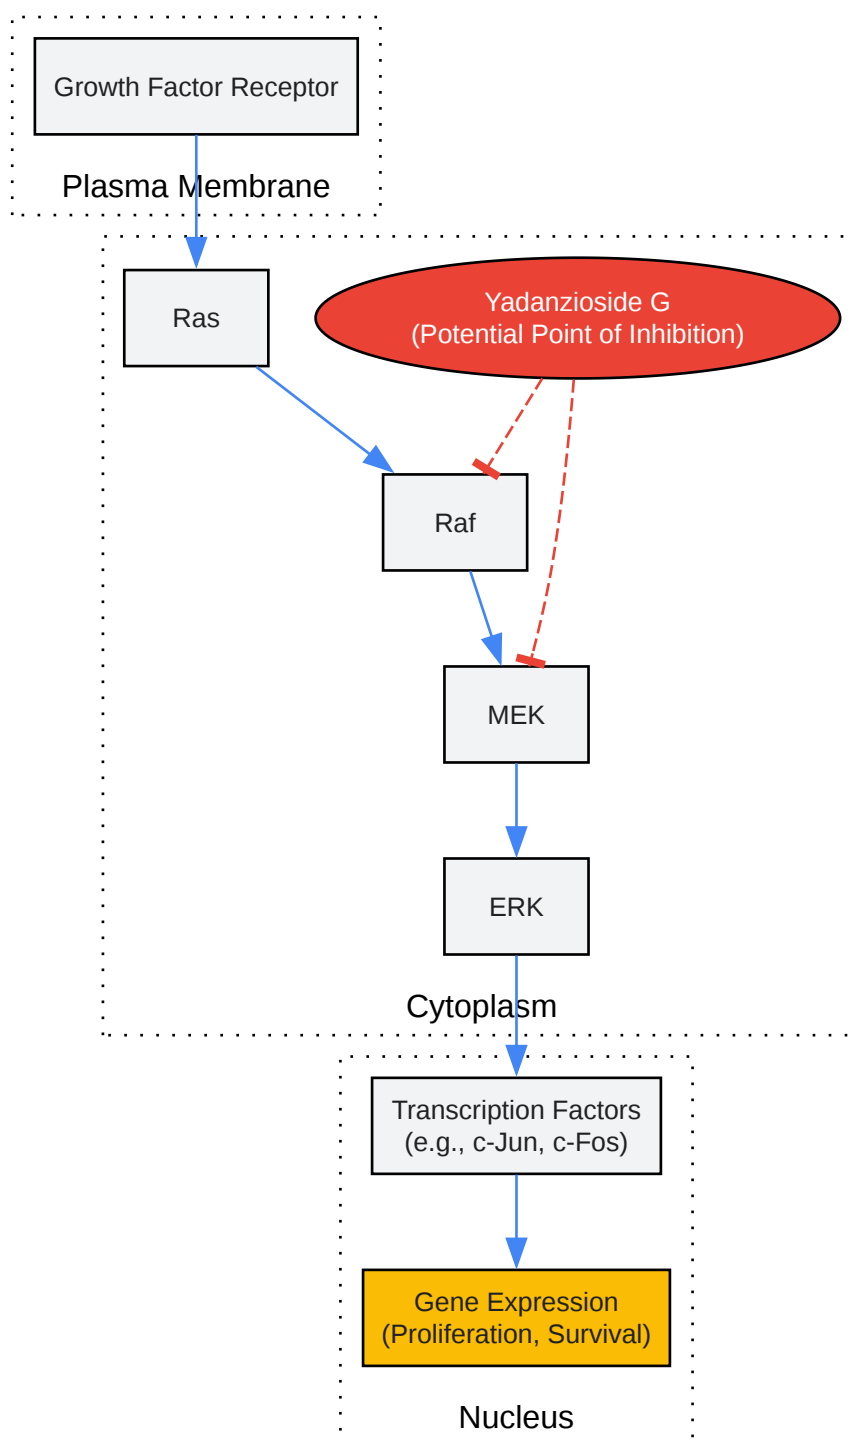 Growth Factor Receptor
Plasma Membrane
Ras
Yadanzioside G
(Potential Point of Inhibition)
Raf
MEK
ERK
Cytoplasm
Transcription Factors
(e.g., c-Jun, c-Fos)
Gene Expression
(Proliferation, Survival)
Nucleus